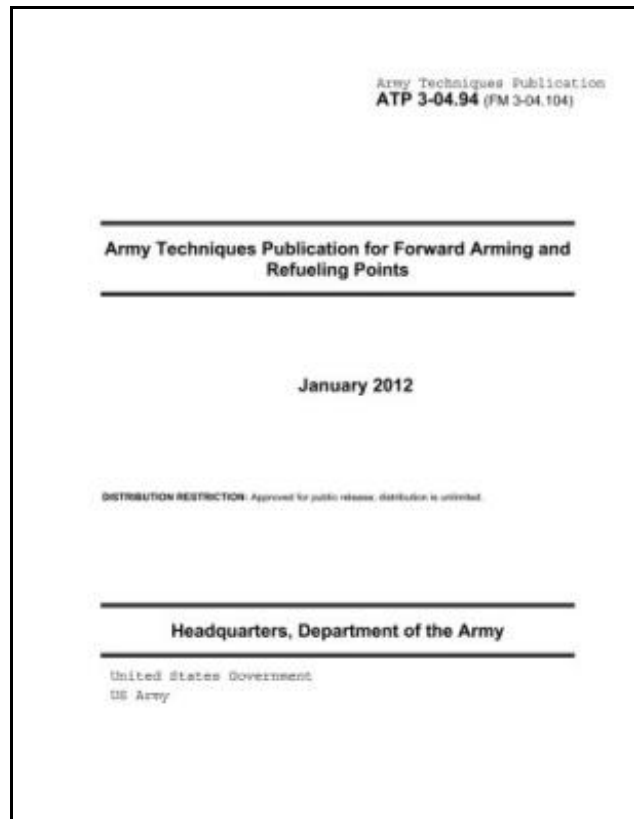 Army Techniques Publication
ATP 3-04.94 (FM 3-04.104)
Army Techniques Publication for Forward Arming and
Refueling Points
January 2012
DISTRIBUTION RESTRICTION: Approved for public release; distribution is unlimited.
Headquarters, Department of the Army
United States Government
US Army